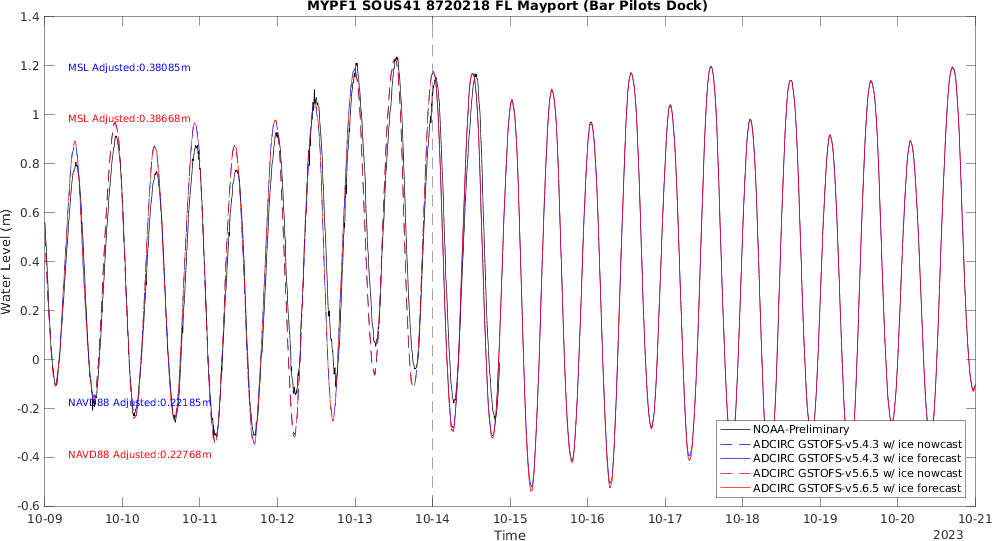 MYPF1 SOUS41 8720218 FL Mayport (Bar Pilots Dock)
Water Level (m)
1.4
1.2
1
0.8
0.6
0.4
0.2
0
-0.2
-0.4
-0.6
MSL Adjusted:0.38085m
MSL Adjusted:0.38668m
NAVD88 Adjusted:0.22185m
NAVD88 Adjusted:0.22768m
NOAA-Preliminary
ADCIRC GSTOFS-v5.4.3 w/ ice nowcast
ADCIRC GSTOFS-v5.4.3 w/ ice forecast
ADCIRC GSTOFS-v5.6.5 w/ ice nowcast
ADCIRC GSTOFS-v5.6.5 w/ ice forecast
10-09 10-10 10-11 10-12 10-13 10-14 10-15 10-16 10-17 10-18 10-19 10-20 10-21
Time
2023